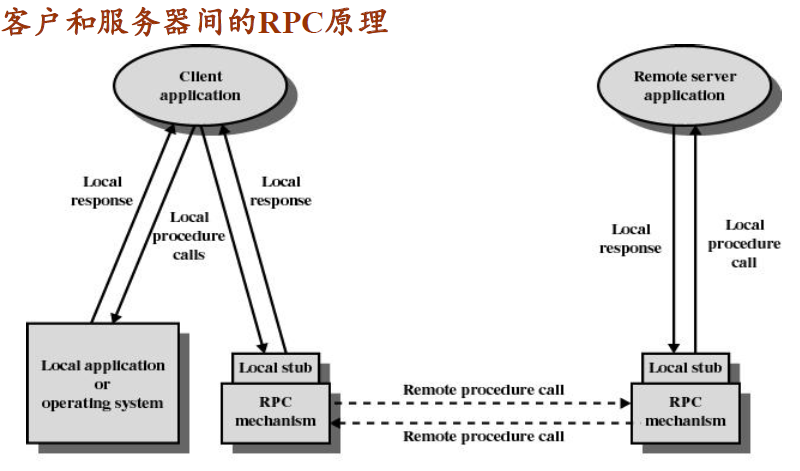 客户和服务器间的RPC原理
Client
application
Remote server
application
Local
response
Local
procedure
calls
Local
response
Local
response
Local
procedure
call
Local application
or
operating system
Local stub
RPC
mechanism
Remote procedure call
Remote procedure call
Local stub
RPC
mechanism